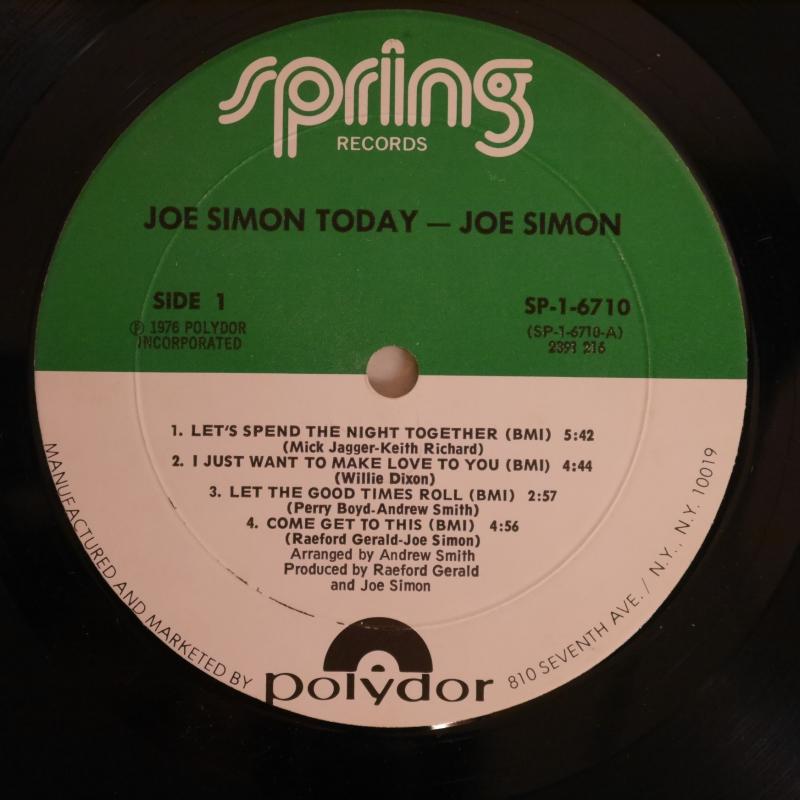 spring
RECORDS
JOE SIMON TODAY — JOE SIMON
SIDE 1
SP-1-6710
℗ 1976 POLYDOR
INCORPORATED
(SP-1-6710-A)
2391 216
1. LET'S SPEND THE NIGHT TOGETHER (BMI) 5:42
(Mick Jagger-Keith Richard)
2. I JUST WANT TO MAKE LOVE TO YOU (BMI) 4:44
(Willie Dixon)
3. LET THE GOOD TIMES ROLL (BMI) 2:57
(Perry Boyd-Andrew Smith)
4. COME GET TO THIS (BMI) 4:56
(Raeford Gerald-Joe Simon)
Arranged by Andrew Smith
Produced by Raeford Gerald
and Joe Simon
MANUFACTURED AND MARKETED BY
polydor
810 SEVENTH AVE. / N.Y., N.Y. 10019